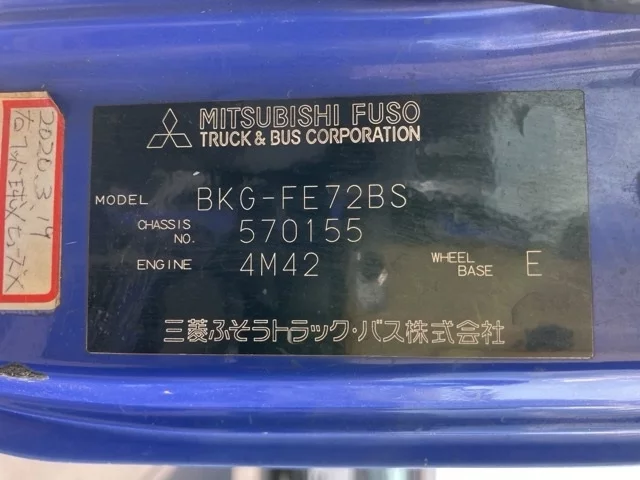 MITSUBISHI FUSO
TRUCK & BUS CORPORATION
MODEL BKG-FE72BS
CHASSIS NO. 570155
ENGINE 4M42 WHEEL BASE E
三菱ふそうトラック・バス株式会社
2020.3.19